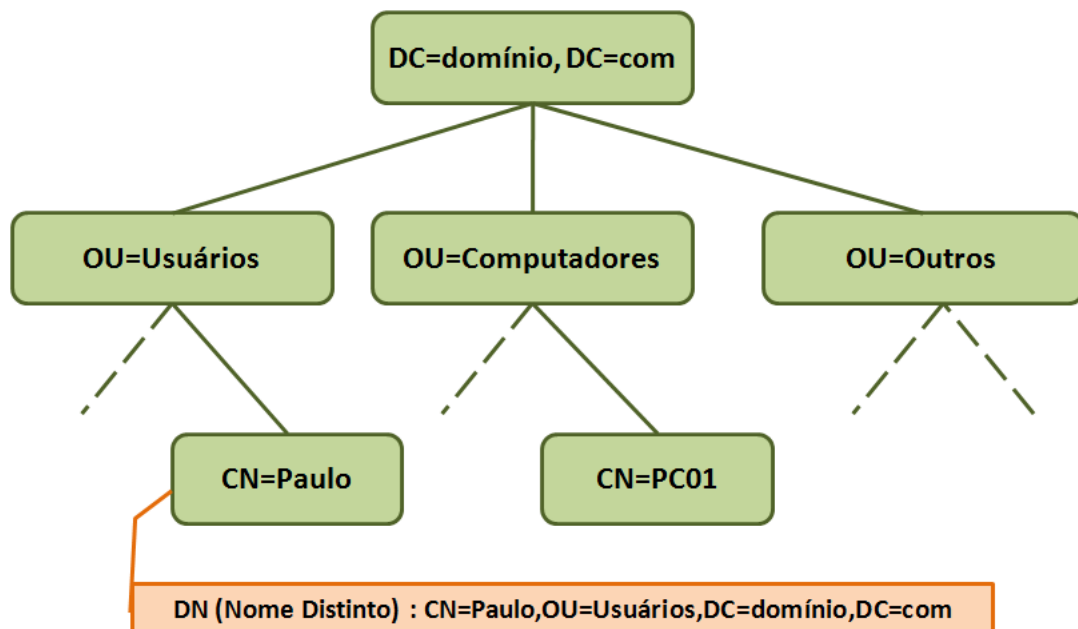 DC=domínio, DC=com
OU=Usuários
OU=Computadores
OU=Outros
CN=Paulo
CN=PC01
DN (Nome Distinto) : CN=Paulo,OU=Usuários,DC=domínio,DC=com